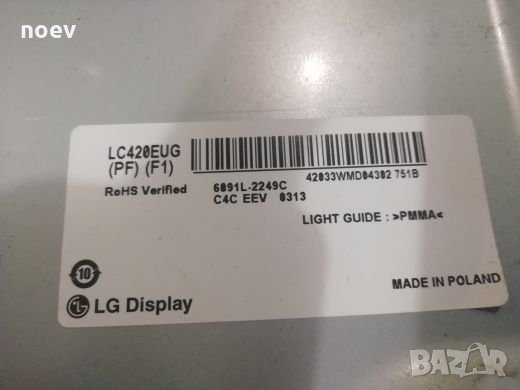 noev
LC420EUG
(PF) (F1)
RoHS Verified
6091L-2249C
42033WMD04302 751B
C4C EEV 0313
LIGHT GUIDE : >PMMA<
10
LG Display
MADE IN POLAND
BAZAR